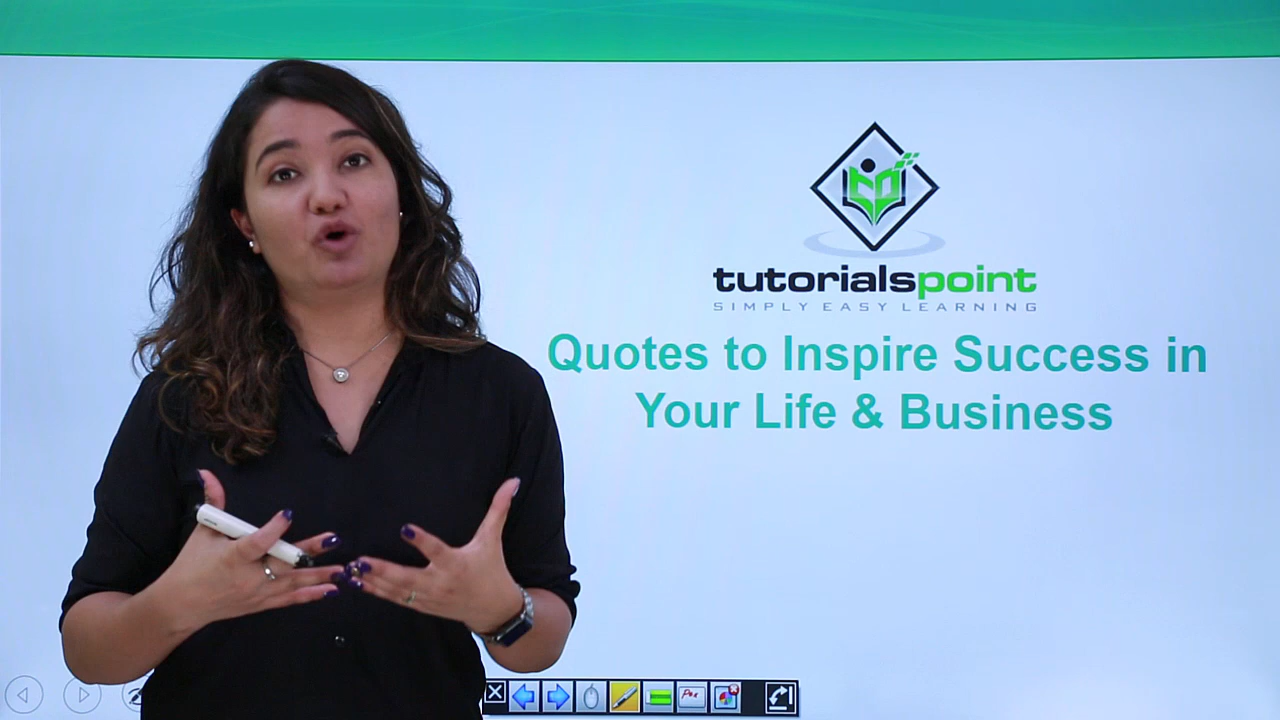 tutorialspoint
SIMPLY EASY LEARNING
Quotes to Inspire Success in
Your Life & Business